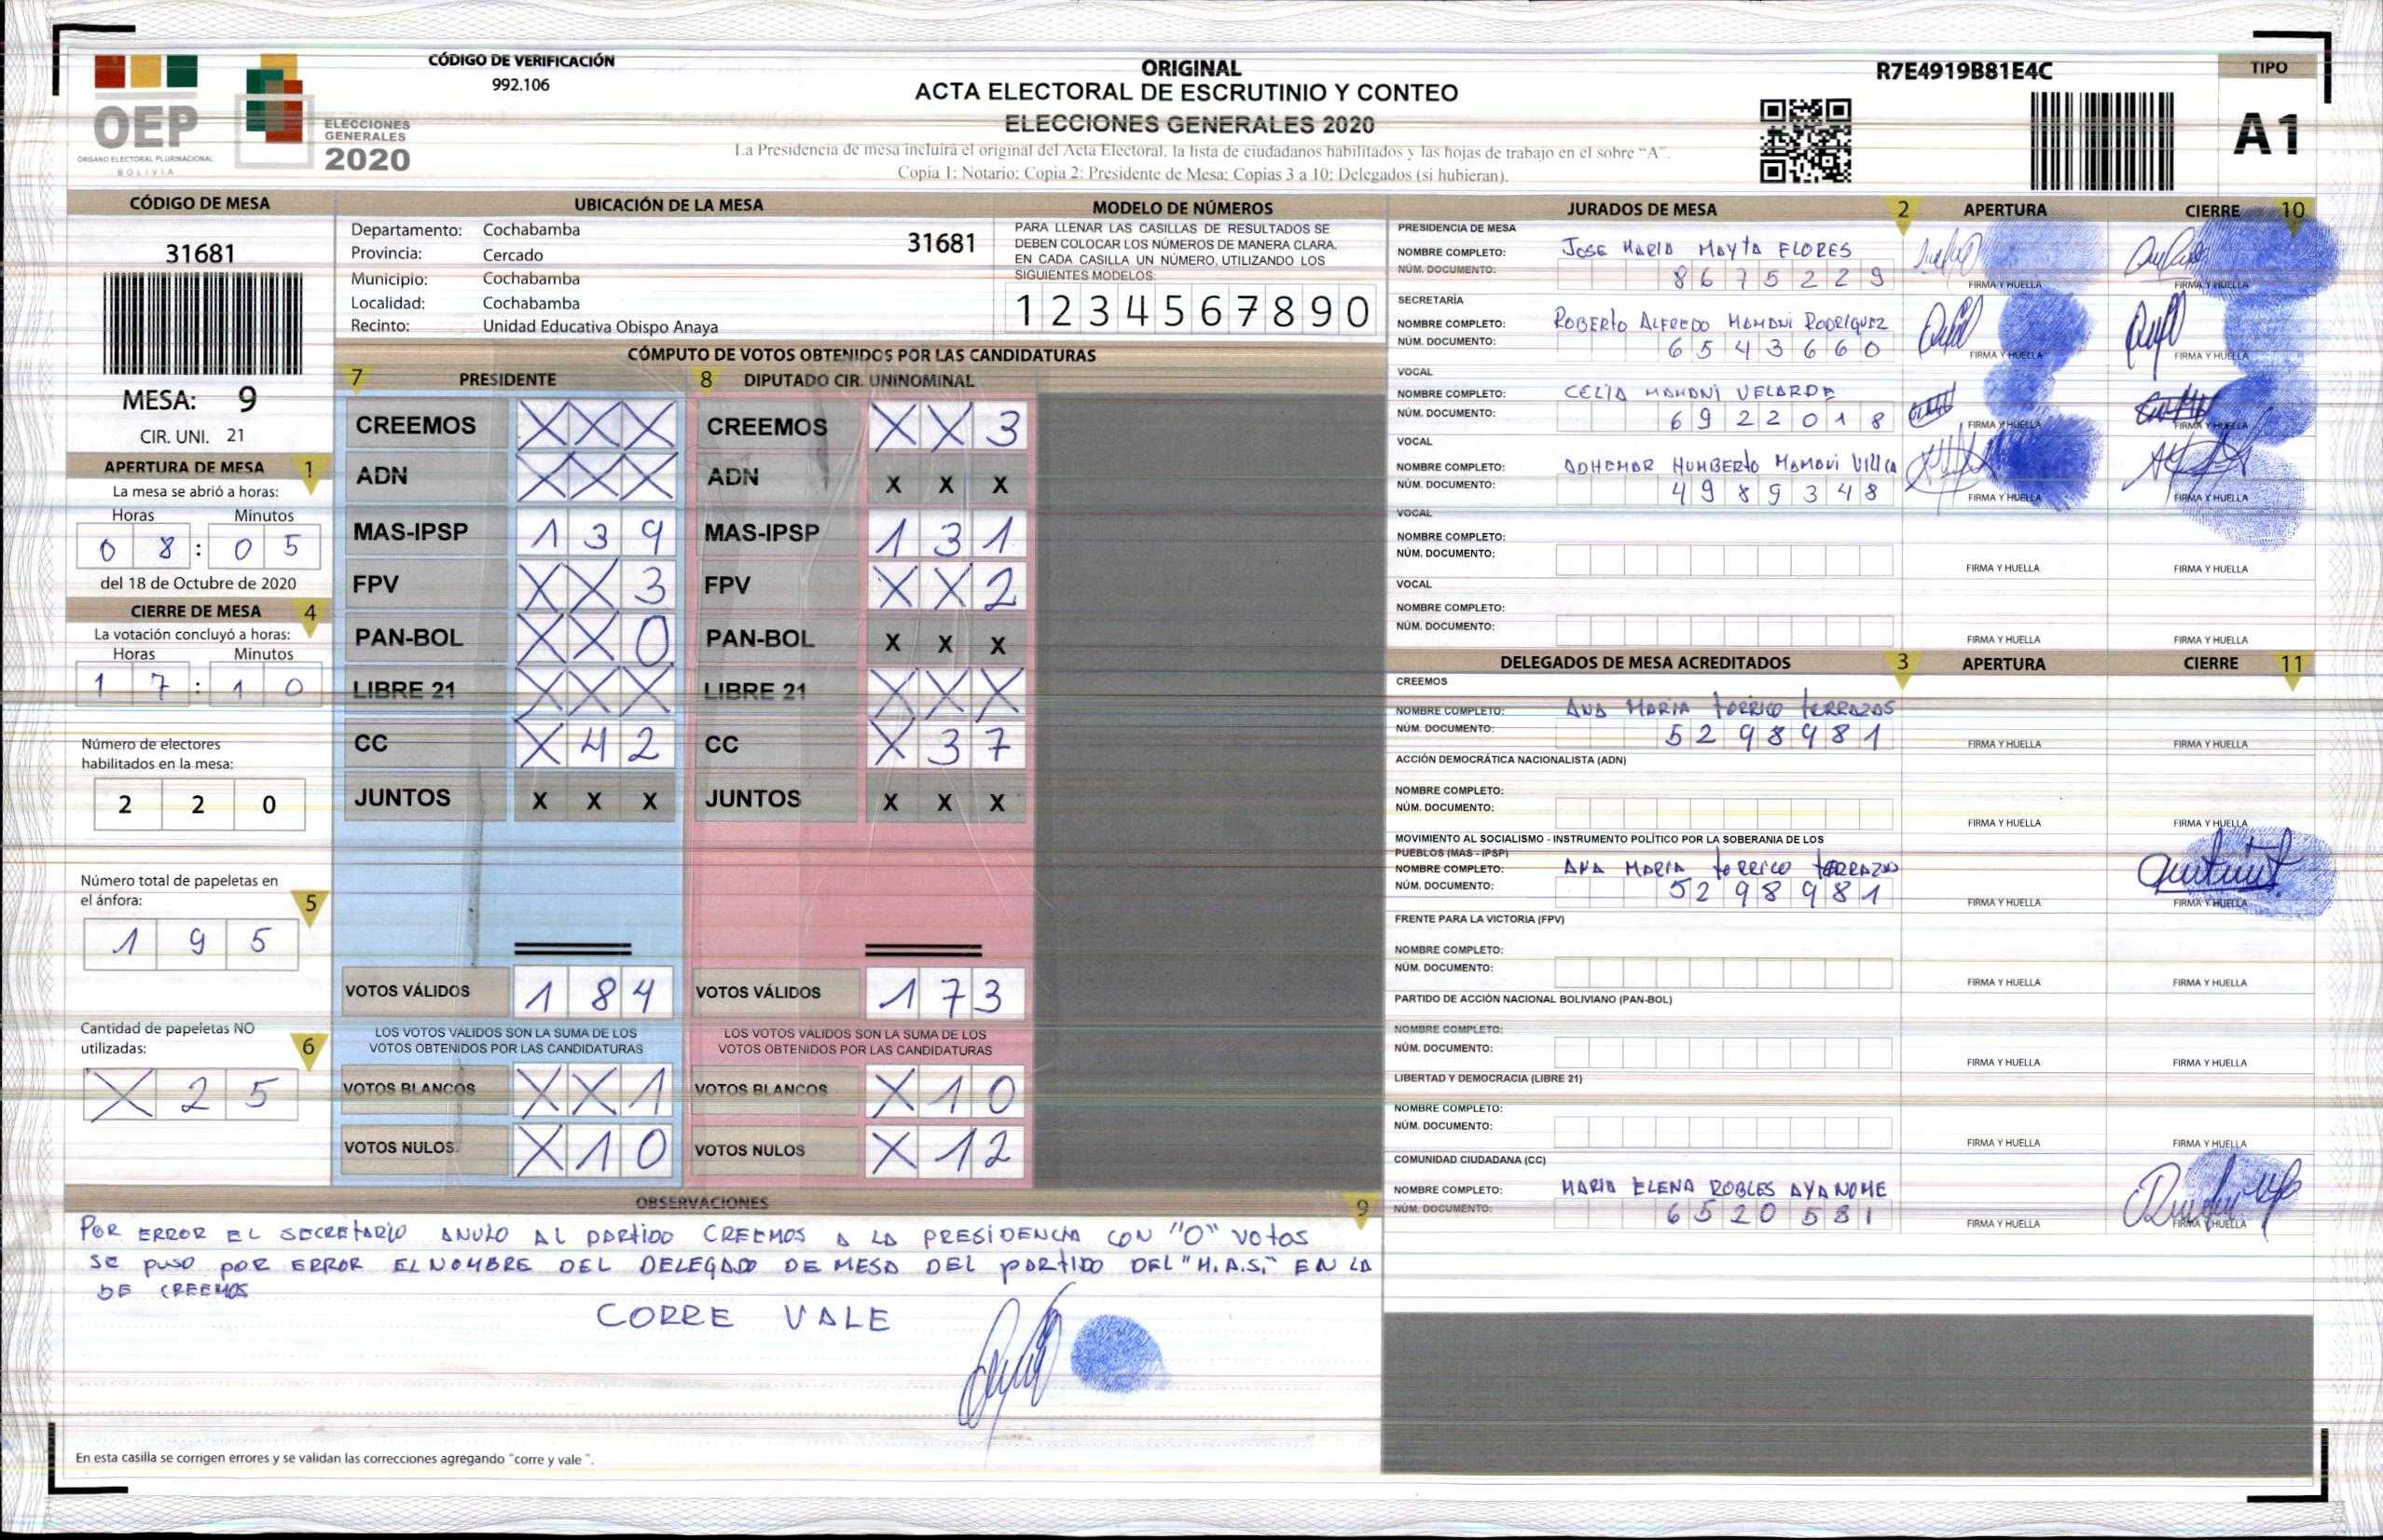 CÓDIGO DE VERIFICACIÓN
992.106
OEP
ÓRGANO ELECTORAL PLURINACIONAL
BOLIVIA
ELECCIONES
GENERALES
2020
ORIGINAL
ACTA ELECTORAL DE ESCRUTINIO Y CONTEO
ELECCIONES GENERALES 2020
La Presidencia de mesa incluirá el original del Acta Electoral, la lista de ciudadanos habilitados y las hojas de trabajo en el sobre “A”.
Copia 1: Notario; Copia 2: Presidente de Mesa; Copias 3 a 10: Delegados (si hubieran).
R7E4919B81E4C
TIPO
A1
CÓDIGO DE MESA
31681
MESA: 9
CIR. UNI. 21
APERTURA DE MESA 1
La mesa se abrió a horas:
Horas Minutos
0 8 : 0 5
del 18 de Octubre de 2020
CIERRE DE MESA 4
La votación concluyó a horas:
Horas Minutos
1 7 : 1 0
Número de electores
habilitados en la mesa:
2 2 0
Número total de papeletas en
el ánfora: 5
1 9 5
Cantidad de papeletas NO
utilizadas: 6
X 2 5
UBICACIÓN DE LA MESA
Departamento: Cochabamba
Provincia: Cercado
Municipio: Cochabamba
Localidad: Cochabamba
Recinto: Unidad Educativa Obispo Anaya
31681
MODELO DE NÚMEROS
PARA LLENAR LAS CASILLAS DE RESULTADOS SE
DEBEN COLOCAR LOS NÚMEROS DE MANERA CLARA.
EN CADA CASILLA UN NÚMERO, UTILIZANDO LOS
SIGUIENTES MODELOS:
1 2 3 4 5 6 7 8 9 0
CÓMPUTO DE VOTOS OBTENIDOS POR LAS CANDIDATURAS
7 PRESIDENTE 8 DIPUTADO CIR. UNINOMINAL
CREEMOS X X X CREEMOS X X 3
ADN X X X ADN X X X
MAS-IPSP 1 3 9 MAS-IPSP 1 3 1
FPV X X 3 FPV X X 2
PAN-BOL X X 0 PAN-BOL X X X
LIBRE 21 X X X LIBRE 21 X X X
CC X 4 2 CC X 3 7
JUNTOS X X X JUNTOS X X X
VOTOS VÁLIDOS 1 8 4 VOTOS VÁLIDOS 1 7 3
LOS VOTOS VÁLIDOS SON LA SUMA DE LOS LOS VOTOS VÁLIDOS SON LA SUMA DE LOS
VOTOS OBTENIDOS POR LAS CANDIDATURAS VOTOS OBTENIDOS POR LAS CANDIDATURAS
VOTOS BLANCOS X X 1 VOTOS BLANCOS X 1 0
VOTOS NULOS X 1 0 VOTOS NULOS X 1 2
OBSERVACIONES 9
POR ERROR EL SECRETARIO ANULO AL PARTIDO CREEMOS A LA PRESIDENCIA CON "0" VOTOS
SE PUSO POR ERROR EL NOMBRE DEL DELEGADO DE MESA DEL PARTIDO DEL "M.A.S." EN LA
DE CREEMOS
CORRE VALE
En esta casilla se corrigen errores y se validan las correcciones agregando “corre y vale ”.
JURADOS DE MESA 2 APERTURA CIERRE 10
PRESIDENCIA DE MESA
NOMBRE COMPLETO: JOSE MARIA MAYTA FLORES
NÚM. DOCUMENTO: 8 6 7 5 2 2 9 FIRMA Y HUELLA FIRMA Y HUELLA
SECRETARÍA
NOMBRE COMPLETO: ROBERTO ALFREDO MAMANI RODRIGUEZ
NÚM. DOCUMENTO: 6 5 4 3 6 6 0 FIRMA Y HUELLA FIRMA Y HUELLA
VOCAL
NOMBRE COMPLETO: CELIA MAMANI VELARDE
NÚM. DOCUMENTO: 6 9 2 2 0 1 8 FIRMA Y HUELLA FIRMA Y HUELLA
VOCAL
NOMBRE COMPLETO: ADHEMAR HUMBERTO MAMANI VILLCA
NÚM. DOCUMENTO: 4 9 8 9 3 4 8 FIRMA Y HUELLA FIRMA Y HUELLA
VOCAL
NOMBRE COMPLETO:
NÚM. DOCUMENTO: FIRMA Y HUELLA FIRMA Y HUELLA
VOCAL
NOMBRE COMPLETO:
NÚM. DOCUMENTO: FIRMA Y HUELLA FIRMA Y HUELLA
DELEGADOS DE MESA ACREDITADOS 3 APERTURA CIERRE 11
CREEMOS
NOMBRE COMPLETO: ANA MARIA TORRICO TERRAZAS
NÚM. DOCUMENTO: 5 2 9 8 9 8 1 FIRMA Y HUELLA FIRMA Y HUELLA
ACCIÓN DEMOCRÁTICA NACIONALISTA (ADN)
NOMBRE COMPLETO:
NÚM. DOCUMENTO: FIRMA Y HUELLA FIRMA Y HUELLA
MOVIMIENTO AL SOCIALISMO - INSTRUMENTO POLÍTICO POR LA SOBERANIA DE LOS
PUEBLOS (MAS - IPSP)
NOMBRE COMPLETO: ANA MARIA TORRICO TERRAZAS
NÚM. DOCUMENTO: 5 2 9 8 9 8 1 FIRMA Y HUELLA FIRMA Y HUELLA
FRENTE PARA LA VICTORIA (FPV)
NOMBRE COMPLETO:
NÚM. DOCUMENTO: FIRMA Y HUELLA FIRMA Y HUELLA
PARTIDO DE ACCIÓN NACIONAL BOLIVIANO (PAN-BOL)
NOMBRE COMPLETO:
NÚM. DOCUMENTO: FIRMA Y HUELLA FIRMA Y HUELLA
LIBERTAD Y DEMOCRACIA (LIBRE 21)
NOMBRE COMPLETO:
NÚM. DOCUMENTO: FIRMA Y HUELLA FIRMA Y HUELLA
COMUNIDAD CIUDADANA (CC)
NOMBRE COMPLETO: MARIA ELENA ROBLES AYANOME
NÚM. DOCUMENTO: 6 5 2 0 5 8 1 FIRMA Y HUELLA FIRMA Y HUELLA